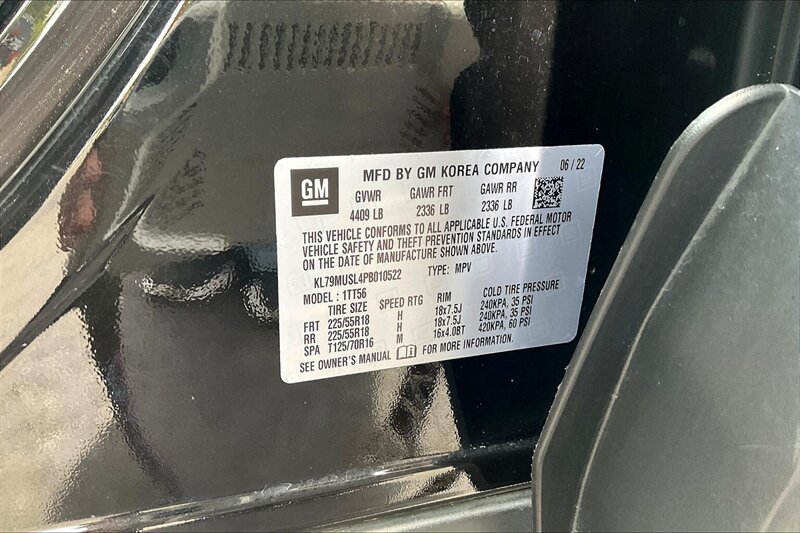 MFD BY GM KOREA COMPANY 06 / 22
GM
GVWR GAWR FRT GAWR RR
4409 LB 2336 LB 2336 LB
THIS VEHICLE CONFORMS TO ALL APPLICABLE U.S. FEDERAL MOTOR
VEHICLE SAFETY AND THEFT PREVENTION STANDARDS IN EFFECT
ON THE DATE OF MANUFACTURE SHOWN ABOVE.
KL79MUSL4PB010522 TYPE: MPV
MODEL : 1TT56
TIRE SIZE SPEED RTG RIM COLD TIRE PRESSURE
FRT 225/55R18 H 18x7.5J 240KPA, 35 PSI
RR 225/55R18 H 18x7.5J 240KPA, 35 PSI
SPA T125/70R16 M 16x4.0BT 420KPA, 60 PSI
SEE OWNER'S MANUAL FOR MORE INFORMATION.